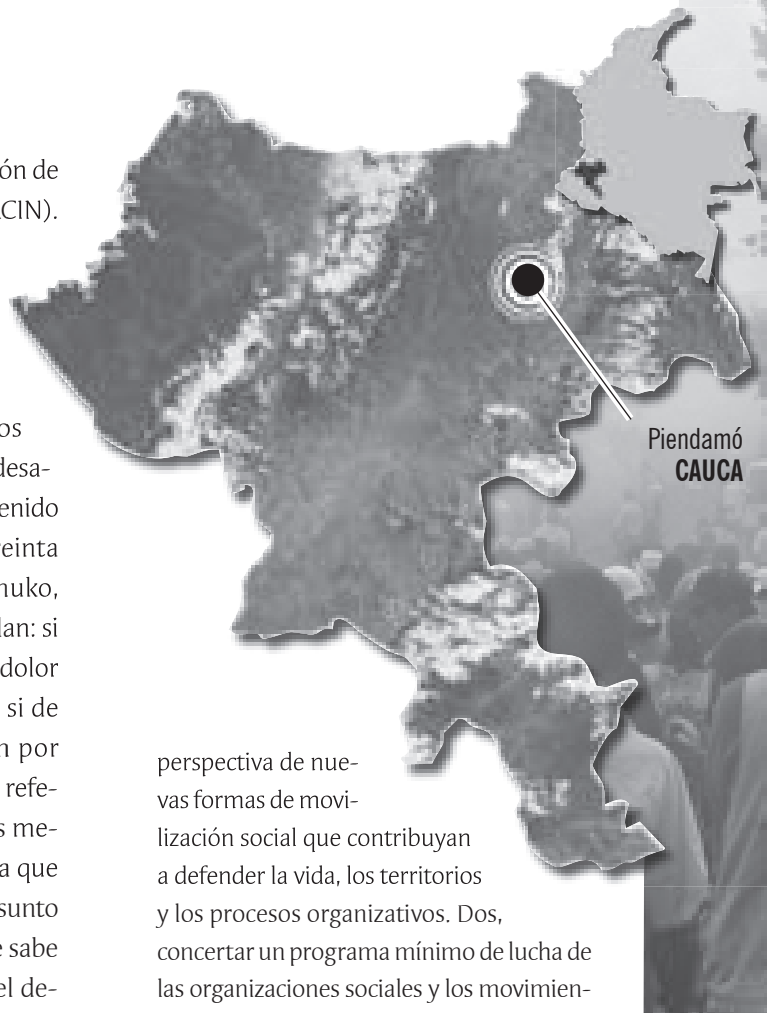 ón de
CIN).
os
desa-
enido
einta
nuko,
lan: si
dolor
si de
n por
refe-
s me-
a que
sunto
e sabe
el de-
Piendamó
CAUCA
perspectiva de nue-
vas formas de movi-
lización social que contribuyan
a defender la vida, los territorios
y los procesos organizativos. Dos,
concertar un programa mínimo de lucha de
las organizaciones sociales y los movimien-